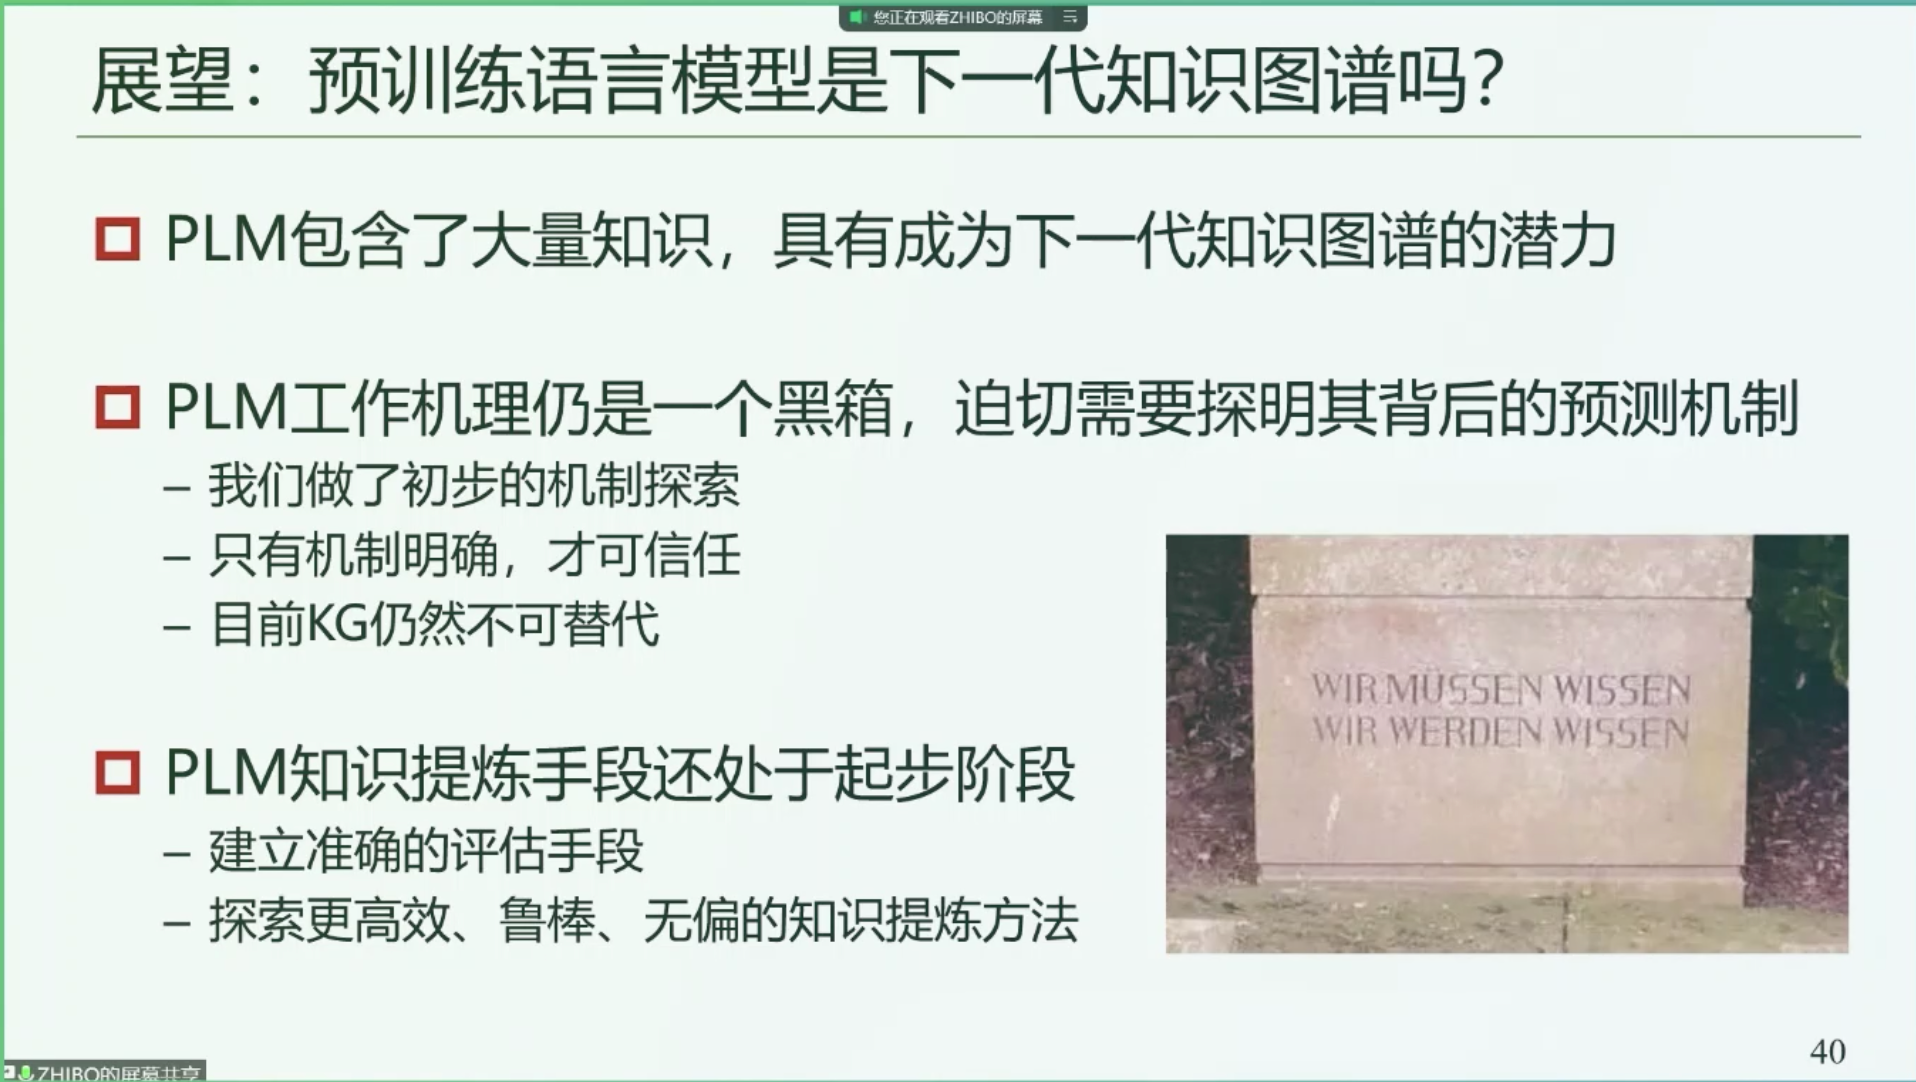 您正在观看ZHIBO的屏幕
展望：预训练语言模型是下一代知识图谱吗？
PLM包含了大量知识，具有成为下一代知识图谱的潜力
PLM工作机理仍是一个黑箱，迫切需要探明其背后的预测机制
– 我们做了初步的机制探索
– 只有机制明确，才可信任
– 目前KG仍然不可替代
WIR MÜSSEN WISSEN
WIR WERDEN WISSEN
PLM知识提炼手段还处于起步阶段
– 建立准确的评估手段
– 探索更高效、鲁棒、无偏的知识提炼方法
40
ZHIBO的屏幕共享